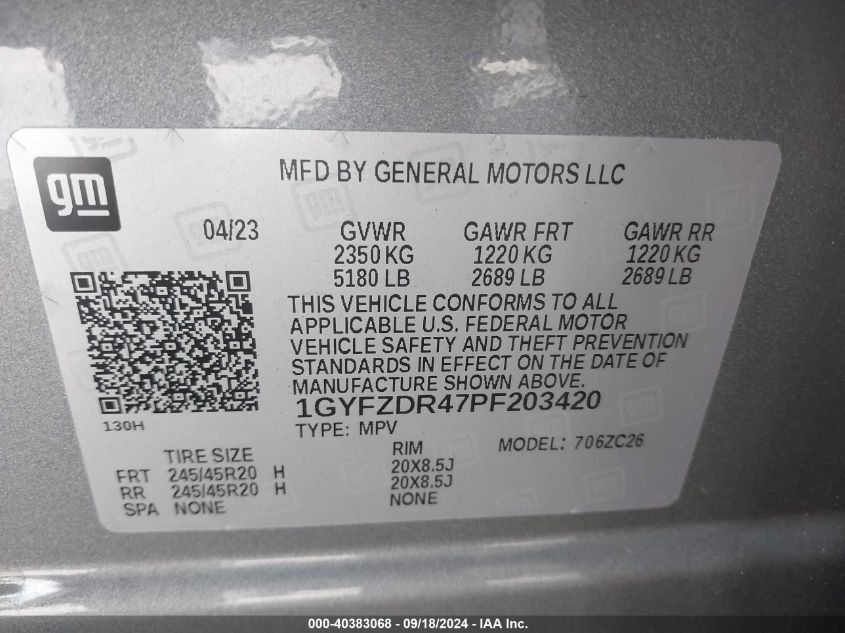 gm
MFD BY GENERAL MOTORS LLC
04/23 GVWR GAWR FRT GAWR RR
2350 KG 1220 KG 1220 KG
5180 LB 2689 LB 2689 LB
THIS VEHICLE CONFORMS TO ALL
APPLICABLE U.S. FEDERAL MOTOR
VEHICLE SAFETY AND THEFT PREVENTION
STANDARDS IN EFFECT ON THE DATE OF
MANUFACTURE SHOWN ABOVE.
1GYFZDR47PF203420
130H
TYPE: MPV MODEL: 706ZC26
TIRE SIZE RIM
FRT 245/45R20 H 20X8.5J
RR 245/45R20 H 20X8.5J
SPA NONE NONE
000-40383068 - 09/18/2024 - IAA Inc.